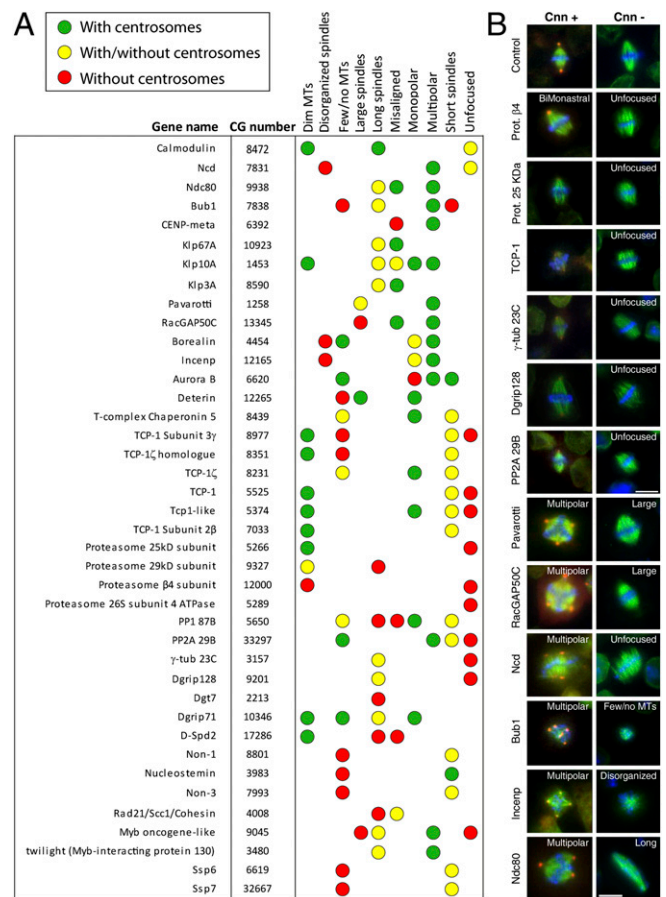 A
With centrosomes
With/without centrosomes
Without centrosomes
Dim MTs
Disorganized spindles
Few/no MTs
Large spindles
Long spindles
Misaligned
Monopolar
Multipolar
Short spindles
Unfocused
Gene name CG number
Calmodulin 8472
Ncd 7831
Ndc80 9938
Bub1 7838
CENP-meta 6392
Klp67A 10923
Klp10A 1453
Klp3A 8590
Pavarotti 1258
RacGAP50C 13345
Borealin 4454
Incenp 12165
Aurora B 6620
Deterin 12265
T-complex Chaperonin 5 8439
TCP-1 Subunit 3γ 8977
TCP-1ζ homologue 8351
TCP-1ζ 8231
TCP-1 5525
Tcp1-like 5374
TCP-1 Subunit 2β 7033
Proteasome 25kD subunit 5266
Proteasome 29kD subunit 9327
Proteasome β4 subunit 12000
Proteasome 26S subunit 4 ATPase 5289
PP1 87B 5650
PP2A 29B 33297
γ-tub 23C 3157
Dgrip128 9201
Dgt7 2213
Dgrip71 10346
D-Spd2 17286
Non-1 8801
Nucleostemin 3983
Non-3 7993
Rad21/Scc1/Cohesin 4008
Myb oncogene-like 9045
twilight (Myb-interacting protein 130) 3480
Ssp6 6619
Ssp7 32667
B
Cnn + Cnn -
Control
Prot. β4
BiMonastral Unfocused
Prot. 25 KDa
Unfocused
TCP-1
Unfocused
γ-tub 23C
Unfocused
Dgrip128
Unfocused
PP2A 29B
Unfocused
Pavarotti
Multipolar Large
RacGAP50C
Multipolar Large
Ncd
Multipolar Unfocused
Bub1
Multipolar Few/no MTs
Incenp
Multipolar Disorganized
Ndc80
Multipolar Long